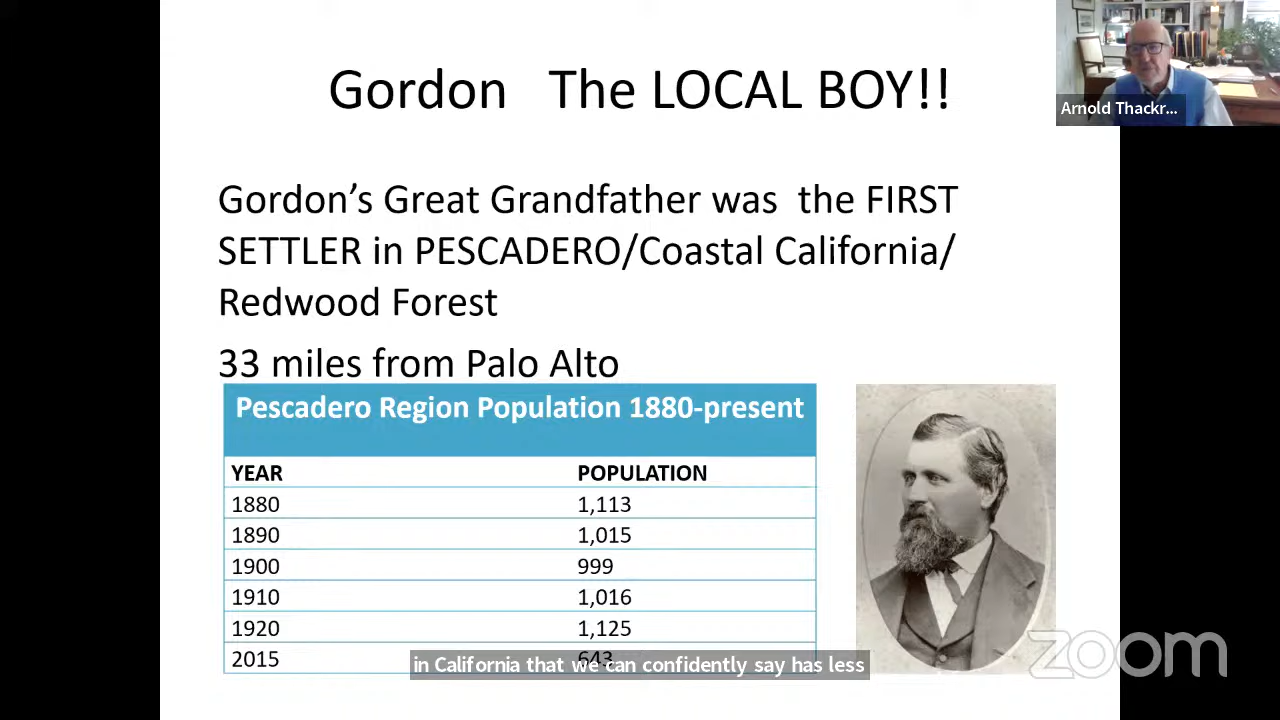 Gordon The LOCAL BOY!!
Arnold Thackr...
Gordon's Great Grandfather was the FIRST
SETTLER in PESCADERO/Coastal California/
Redwood Forest
33 miles from Palo Alto
Pescadero Region Population 1880-present
YEAR POPULATION
1880 1,113
1890 1,015
1900 999
1910 1,016
1920 1,125
2015 643
in California that we can confidently say has less
zoom